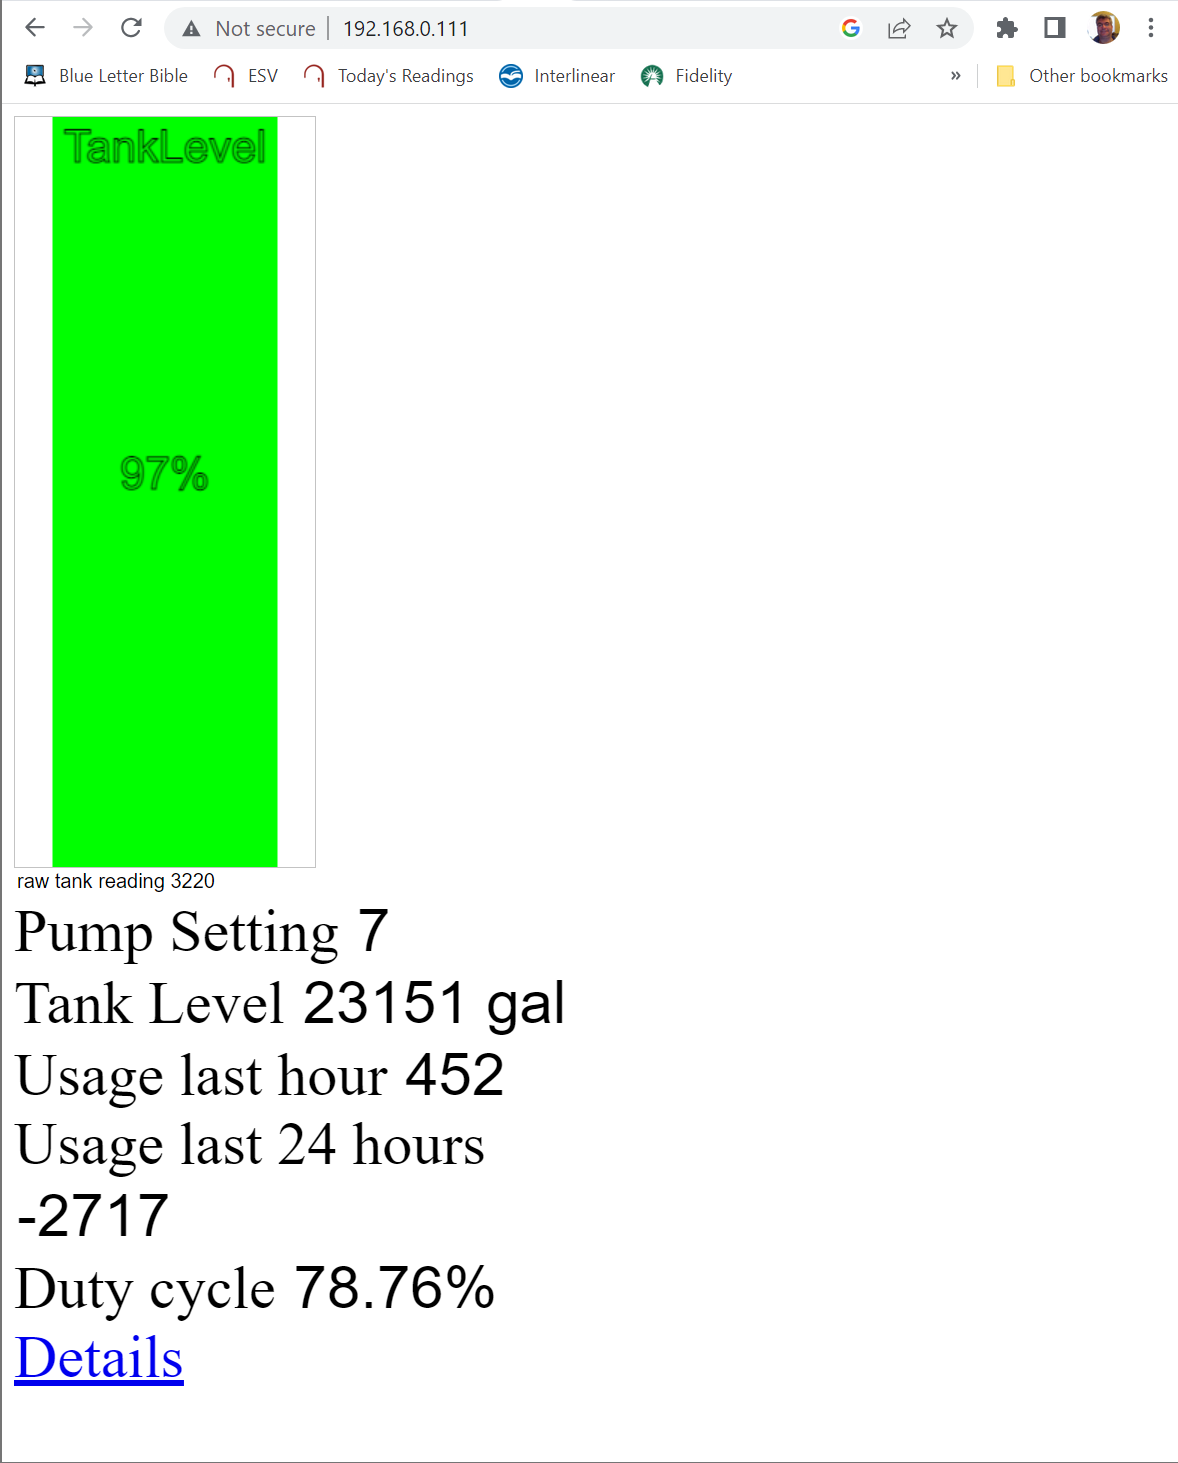 Not secure | 192.168.0.111
Blue Letter Bible ESV Today's Readings Interlinear Fidelity » Other bookmarks
TankLevel
97%
raw tank reading 3220
Pump Setting 7
Tank Level 23151 gal
Usage last hour 452
Usage last 24 hours
-2717
Duty cycle 78.76%
Details